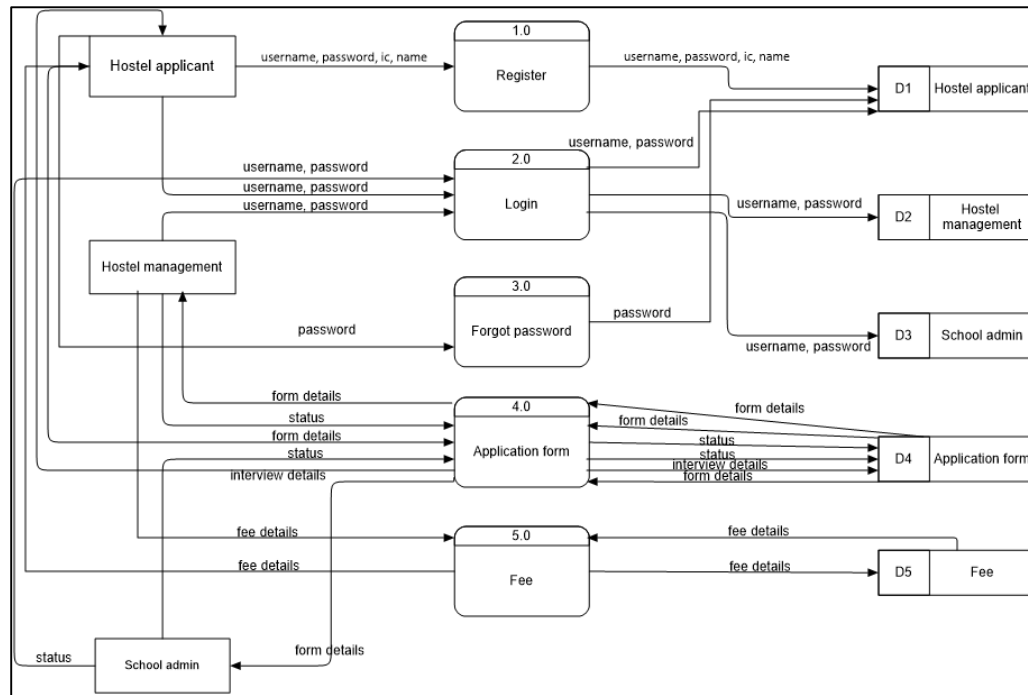 1.0
Hostel applicant
username, password, ic, name
Register
username, password, ic, name
D1
Hostel applicant
2.0
username, password
username, password
username, password
username, password
Login
username, password
D2
Hostel
management
Hostel management
3.0
password
Forgot password
password
D3
School admin
username, password
form details
4.0
form details
status
form details
form details
status
status
Application form
status
interview details
interview details
form details
D4
Application form
fee details
5.0
fee details
fee details
Fee
fee details
D5
Fee
status
School admin
form details